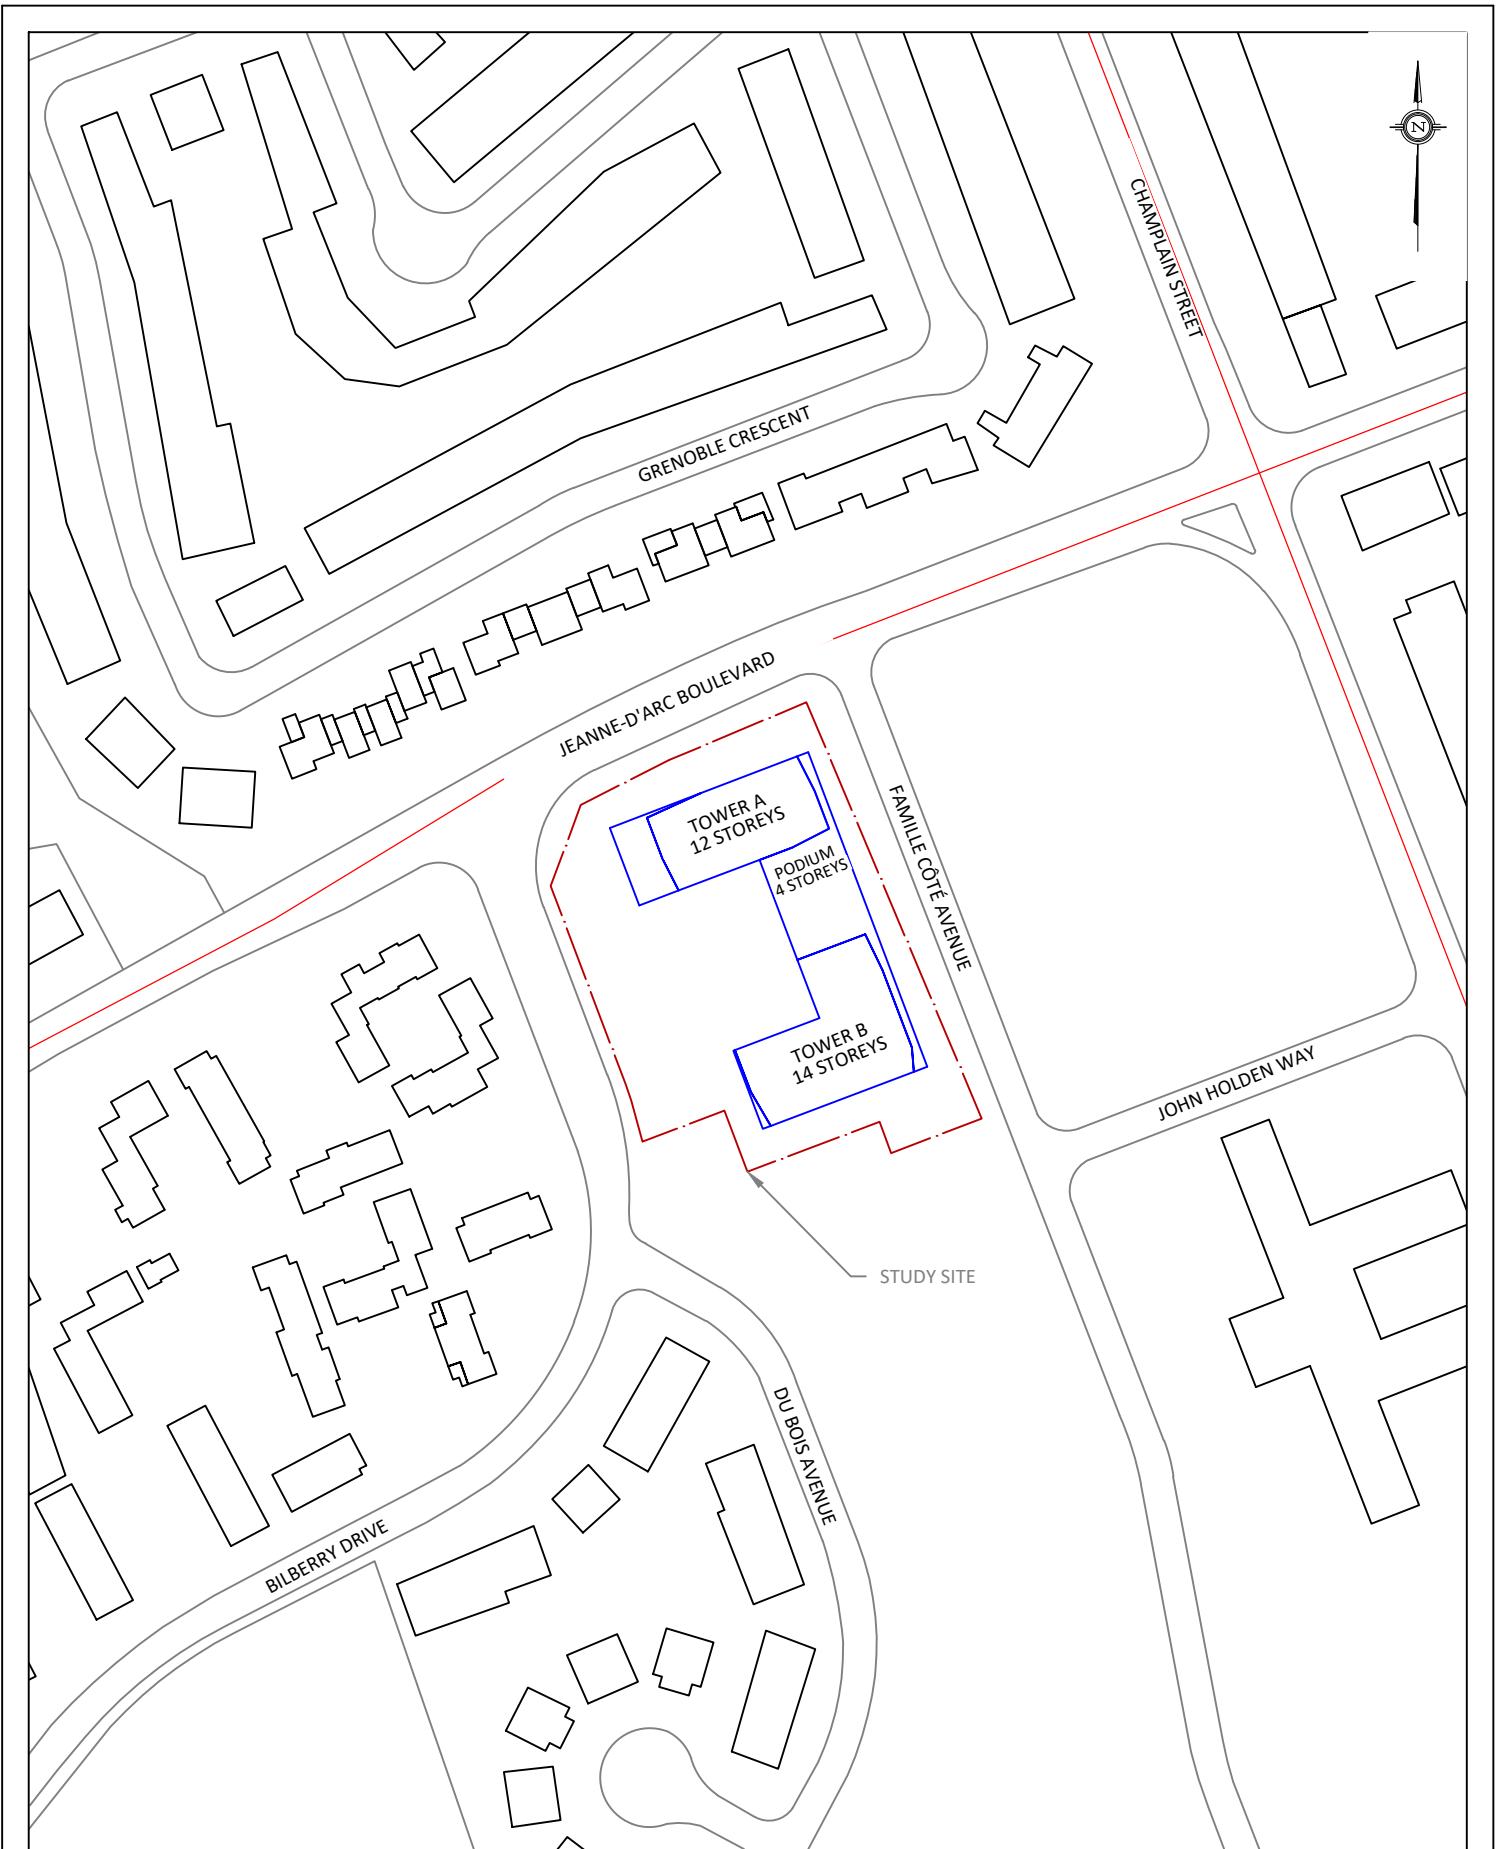 N
CHAMPLAIN STREET
GRENOBLE CRESCENT
JEANNE-D'ARC BOULEVARD
TOWER A
12 STOREYS
PODIUM
4 STOREYS
FAMILLE CÔTÉ AVENUE
TOWER B
14 STOREYS
JOHN HOLDEN WAY
STUDY SITE
DU BOIS AVENUE
BILBERRY DRIVE